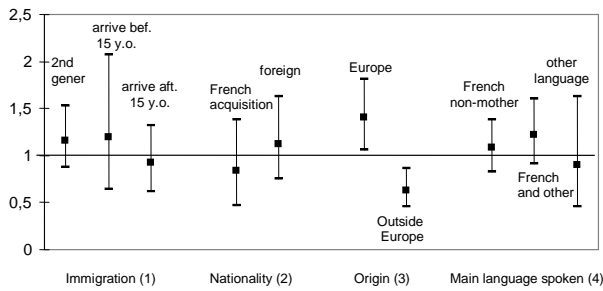 2,5
2
1,5
1
0,5
0
2nd
gener
arrive bef.
15 y.o.
arrive aft.
15 y.o.
French
acquisition
foreign
Europe
Outside
Europe
French
non-mother
French
and other
other
language
Immigration (1)
Nationality (2)
Origin (3)
Main language spoken (4)